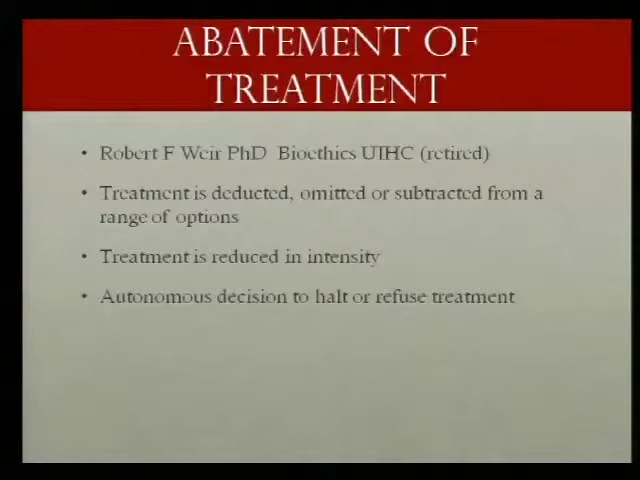 ABATEMENT OF
TREATMENT
• Robert F Weir PhD Bioethics UIHC (retired)
• Treatment is deducted, omitted or subtracted from a
range of options
• Treatment is reduced in intensity
• Autonomous decision to halt or refuse treatment